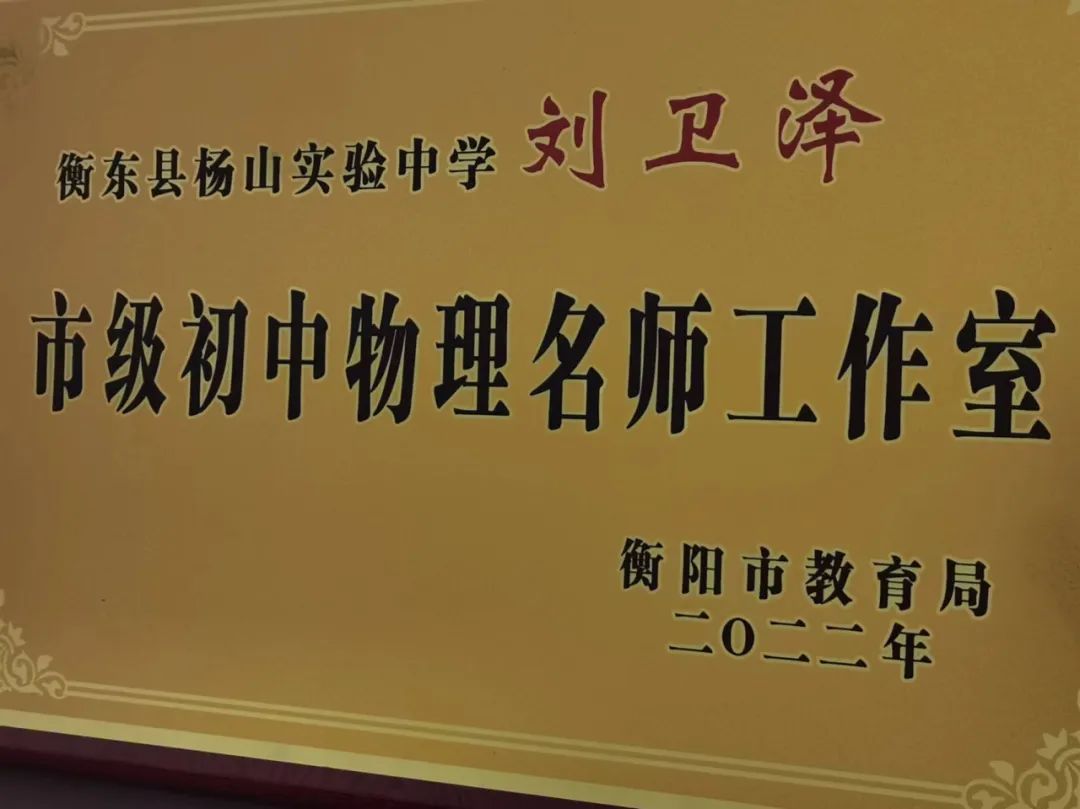 衡东县杨山实验中学 刘卫泽
市级初中物理名师工作室
衡阳市教育局
二〇二二年